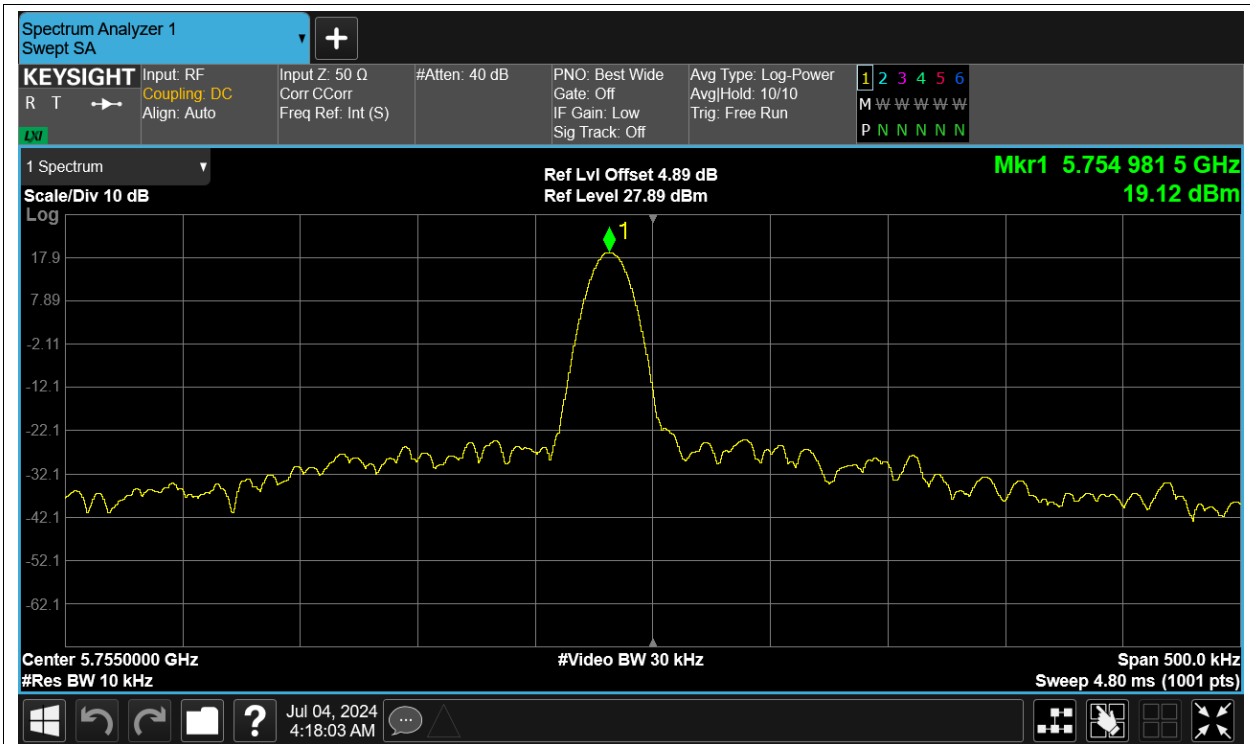 Spectrum Analyzer 1
Swept SA
KEYSIGHT
R T
LXI
Input: RF
Coupling: DC
Align: Auto
Input Z: 50 Ω
Corr CCorr
Freq Ref: Int (S)
#Atten: 40 dB
PNO: Best Wide
Gate: Off
IF Gain: Low
Sig Track: Off
Avg Type: Log-Power
Avg|Hold: 10/10
Trig: Free Run
1 2 3 4 5 6
M W W W W W
P N N N N N
1 Spectrum
Scale/Div 10 dB
Ref Lvl Offset 4.89 dB
Ref Level 27.89 dBm
Mkr1 5.754 981 5 GHz
19.12 dBm
Log
1
17.9
7.89
-2.11
-12.1
-22.1
-32.1
-42.1
-52.1
-62.1
Center 5.7550000 GHz
#Video BW 30 kHz
Span 500.0 kHz
#Res BW 10 kHz
Sweep 4.80 ms (1001 pts)
?
Jul 04, 2024
4:18:03 AM